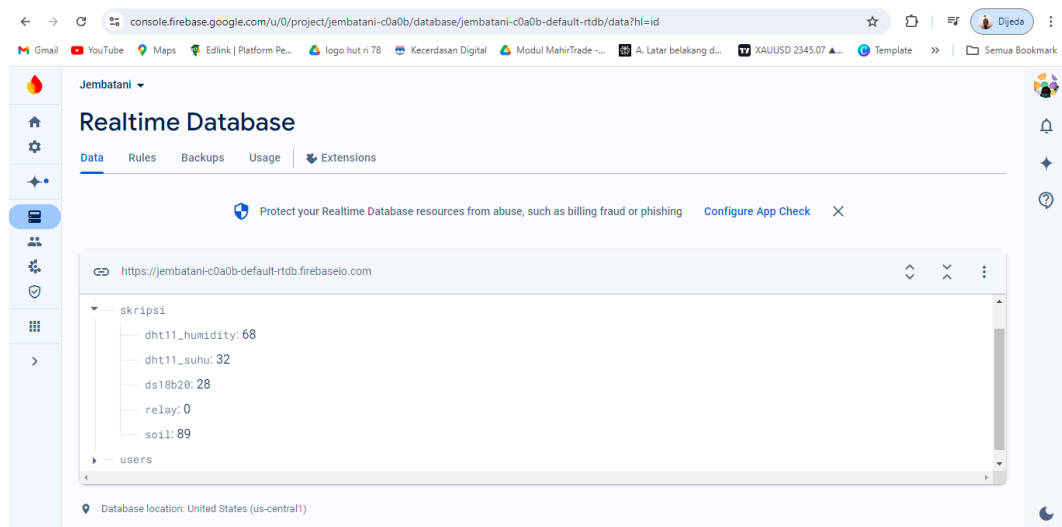 console.firebase.google.com/u/0/project/jembatani-c0a0b/database/jembatani-c0a0b-default-rtdb/data?hl=id
Dijeda
Gmail YouTube Maps Edlink | Platform Pe... logo hut ri 78 Kecerdasan Digital Modul MahirTrade -... A. Latar belakang d... XAUUSD 2345.07 ▲... Template » Semua Bookmark
Jembatani
Realtime Database
Data Rules Backups Usage Extensions
Protect your Realtime Database resources from abuse, such as billing fraud or phishing Configure App Check
https://jembatani-c0a0b-default-rtdb.firebaseio.com
skripsi
dht11_humidity: 68
dht11_suhu: 32
ds18b20: 28
relay: 0
soil: 89
users
Database location: United States (us-central1)